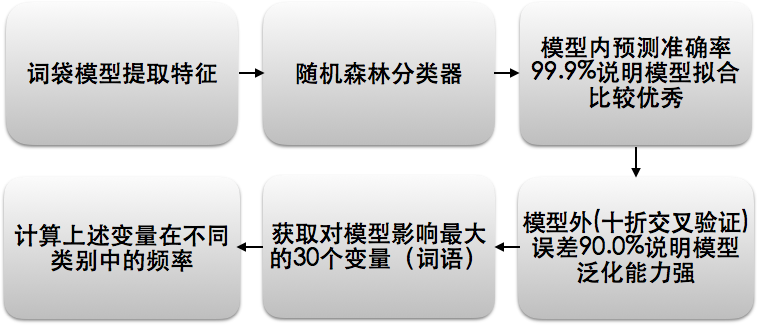 词袋模型提取特征
随机森林分类器
模型内预测准确率
99.9%说明模型拟合
比较优秀
模型外(十折交叉验证)
误差90.0%说明模型
泛化能力强
获取对模型影响最大
的30个变量（词语）
计算上述变量在不同
类别中的频率